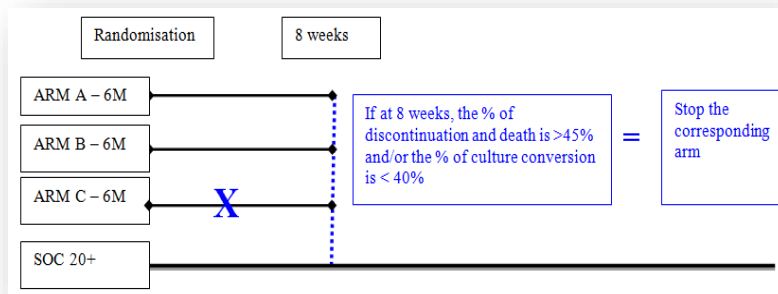 Randomisation
8 weeks
ARM A – 6M
ARM B – 6M
ARM C – 6M
X
SOC 20+
If at 8 weeks, the % of
discontinuation and death is >45%
and/or the % of culture conversion
is < 40%
=
Stop the
corresponding
arm